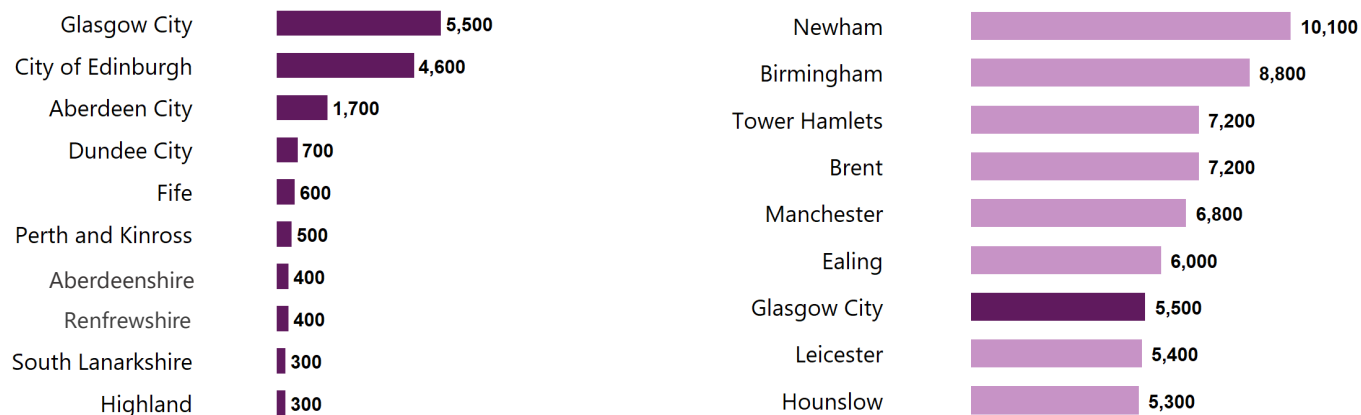 Glasgow City 5,500
City of Edinburgh 4,600
Aberdeen City 1,700
Dundee City 700
Fife 600
Perth and Kinross 500
Aberdeenshire 400
Renfrewshire 400
South Lanarkshire 300
Highland 300
Newham 10,100
Birmingham 8,800
Tower Hamlets 7,200
Brent 7,200
Manchester 6,800
Ealing 6,000
Glasgow City 5,500
Leicester 5,400
Hounslow 5,300